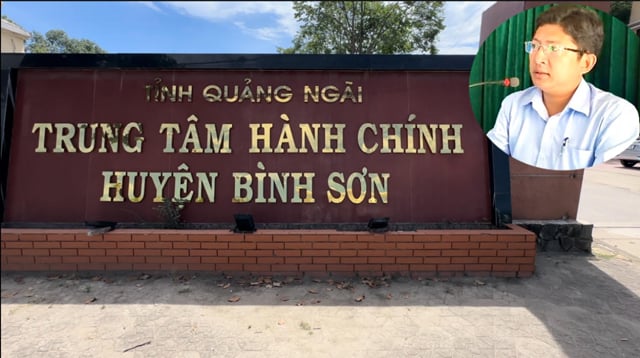 TỈNH QUẢNG NGÃI
TRUNG TÂM HÀNH CHÍNH
HUYỆN BÌNH SƠN